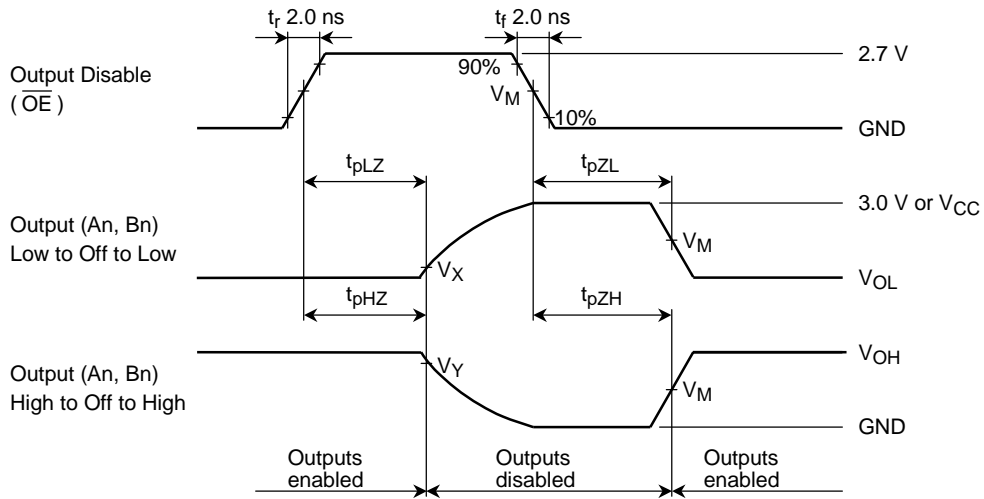 tr 2.0 ns
tf 2.0 ns
Output Disable
( OE )
90%
VM
10%
2.7 V
GND
tpLZ
tpZL
Output (An, Bn)
Low to Off to Low
3.0 V or VCC
VM
VX
VOL
tpHZ
tpZH
Output (An, Bn)
High to Off to High
VOH
VY
VM
GND
Outputs
enabled
Outputs
disabled
Outputs
enabled